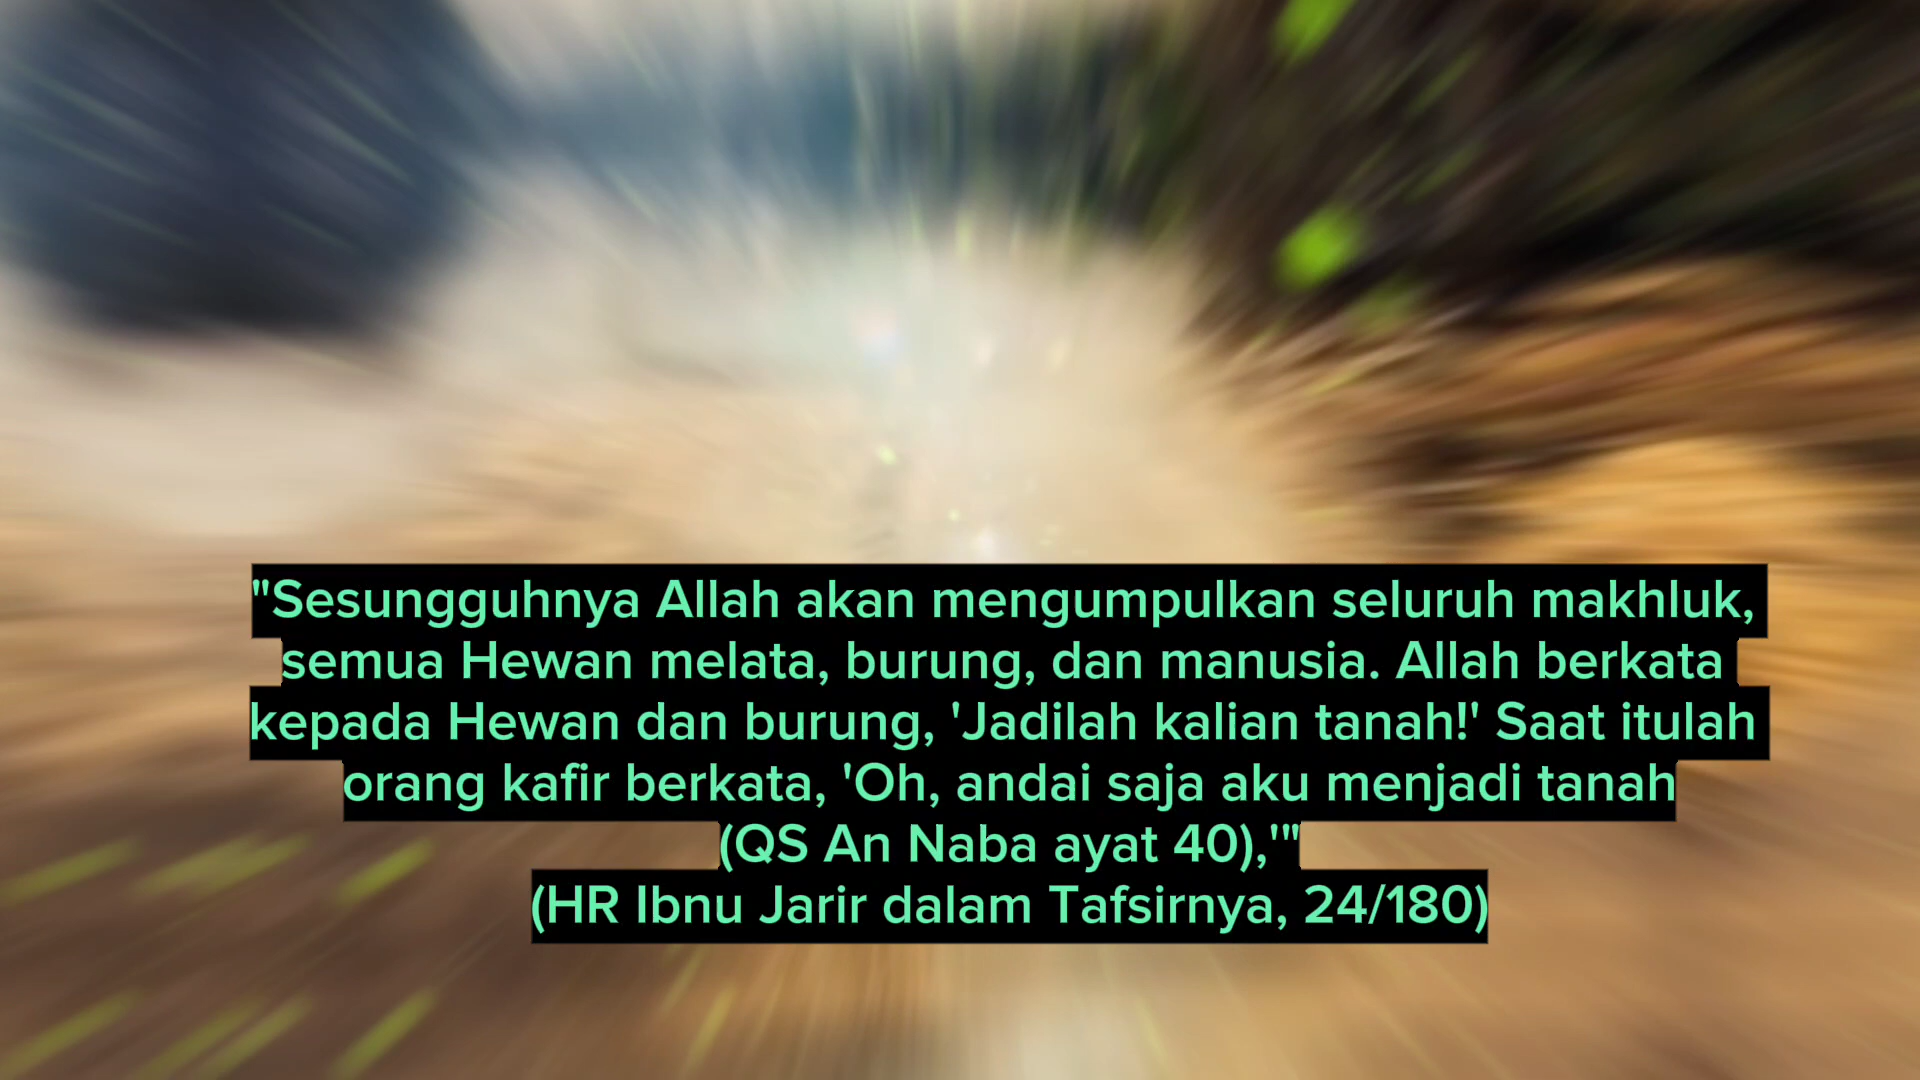 "Sesungguhnya Allah akan mengumpulkan seluruh makhluk,
semua Hewan melata, burung, dan manusia. Allah berkata
kepada Hewan dan burung, 'Jadilah kalian tanah!' Saat itulah
orang kafir berkata, 'Oh, andai saja aku menjadi tanah
(QS An Naba ayat 40),'"
(HR Ibnu Jarir dalam Tafsirnya, 24/180)